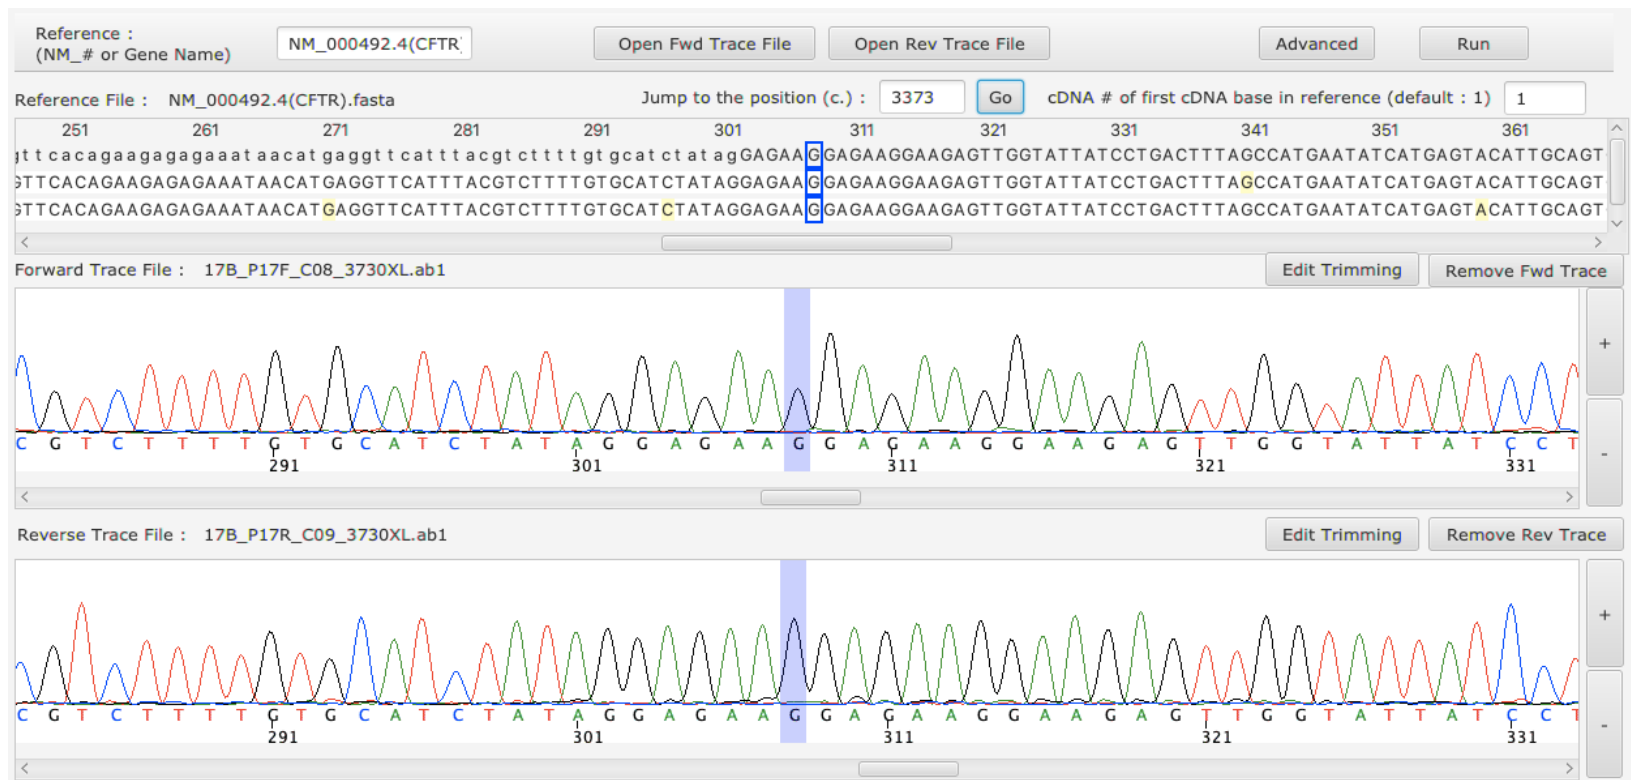 Reference :
(NM_# or Gene Name)
NM_000492.4(CFTR)
Open Fwd Trace File
Open Rev Trace File
Advanced
Run
Reference File : NM_000492.4(CFTR).fasta
Jump to the position (c.) : 3373 Go
cDNA # of first cDNA base in reference (default : 1) 1
251 261 271 281 291 301 311 321 331 341 351 361
gttcacagaagagagaaataacatgaggttcatttacgtcttttgtgcatctatagGAGAAGGAGAAGGAAGAGTTGGTATTATCCTGACTTTAGCCATGAATATCATGAGTACATTGCAGT
GTTCACAGAAGAGAGAAATAACATGAGGTTCATTTACGTCTTTTGTGCATCTATAGGAGAAGGAGAAGGAAGAGTTGGTATTATCCTGACTTTAGCCATGAATATCATGAGTACATTGCAGT
GTTCACAGAAGAGAGAAATAACATGAGGTTCATTTACGTCTTTTGTGCATCTATAGGAGAAGGAGAAGGAAGAGTTGGTATTATCCTGACTTTAGCCATGAATATCATGAGTACATTGCAGT
Forward Trace File : 17B_P17F_C08_3730XL.ab1
Edit Trimming
Remove Fwd Trace
+
C G T C T T T T G T G C A T C T A T A G G A G A A G G A G A A G G A A G A G T T G G T A T T A T C C T
291 301 311 321 331
-
Reverse Trace File : 17B_P17R_C09_3730XL.ab1
Edit Trimming
Remove Rev Trace
+
C G T C T T T T G T G C A T C T A T A G G A G A A G G A G A A G G A A G A G T T G G T A T T A T C C T
291 301 311 321 331
-